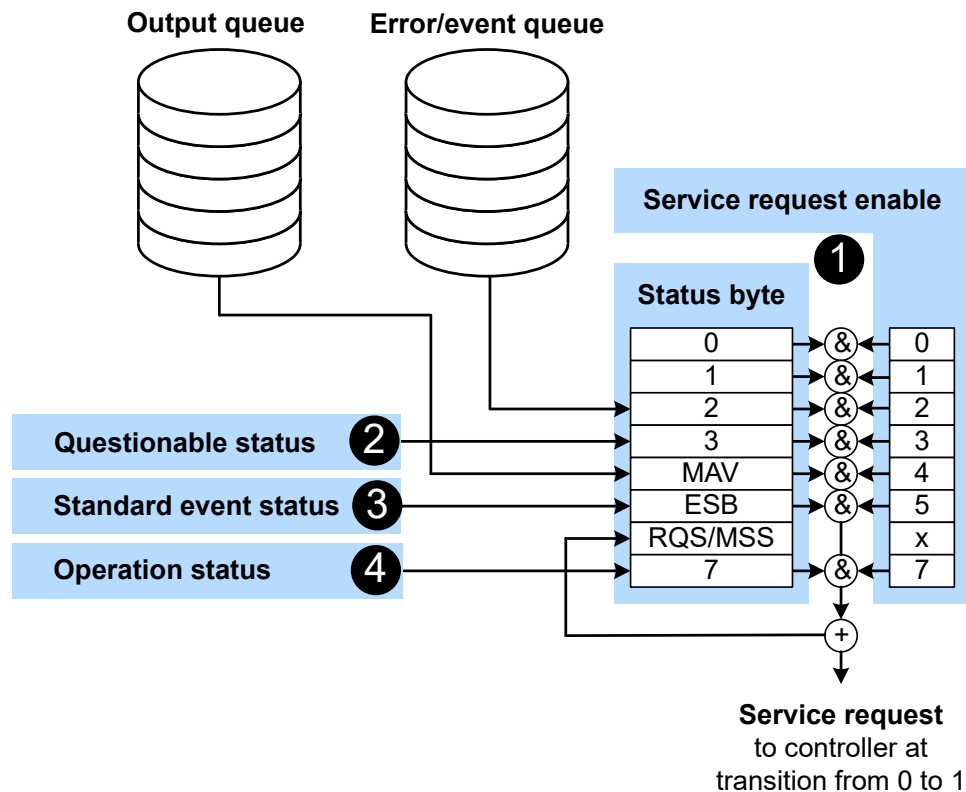 Output queue
Error/event queue
Service request enable
1
Status byte
0 & 0
1 & 1
2 & 2
Questionable status 2
3 & 3
MAV & 4
Standard event status 3
ESB & 5
RQS/MSS x
Operation status 4
7 & 7
+
Service request
to controller at
transition from 0 to 1